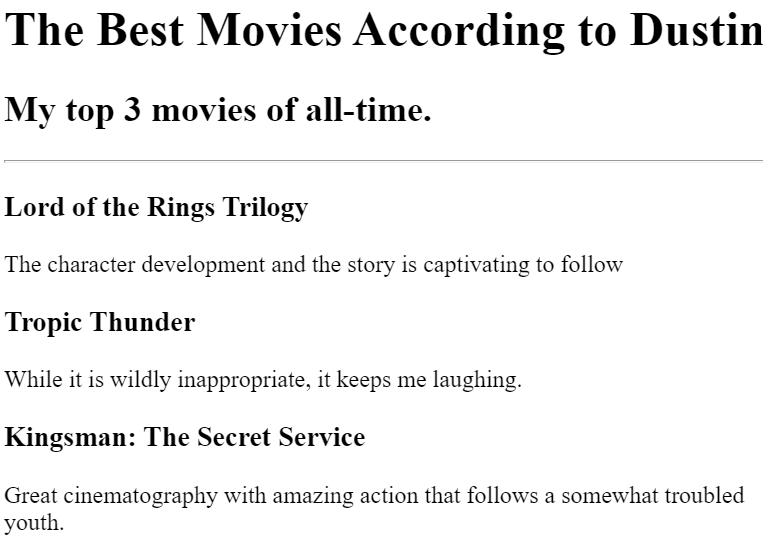 The Best Movies According to Dustin
My top 3 movies of all-time.
Lord of the Rings Trilogy
The character development and the story is captivating to follow
Tropic Thunder
While it is wildly inappropriate, it keeps me laughing.
Kingsman: The Secret Service
Great cinematography with amazing action that follows a somewhat troubled
youth.